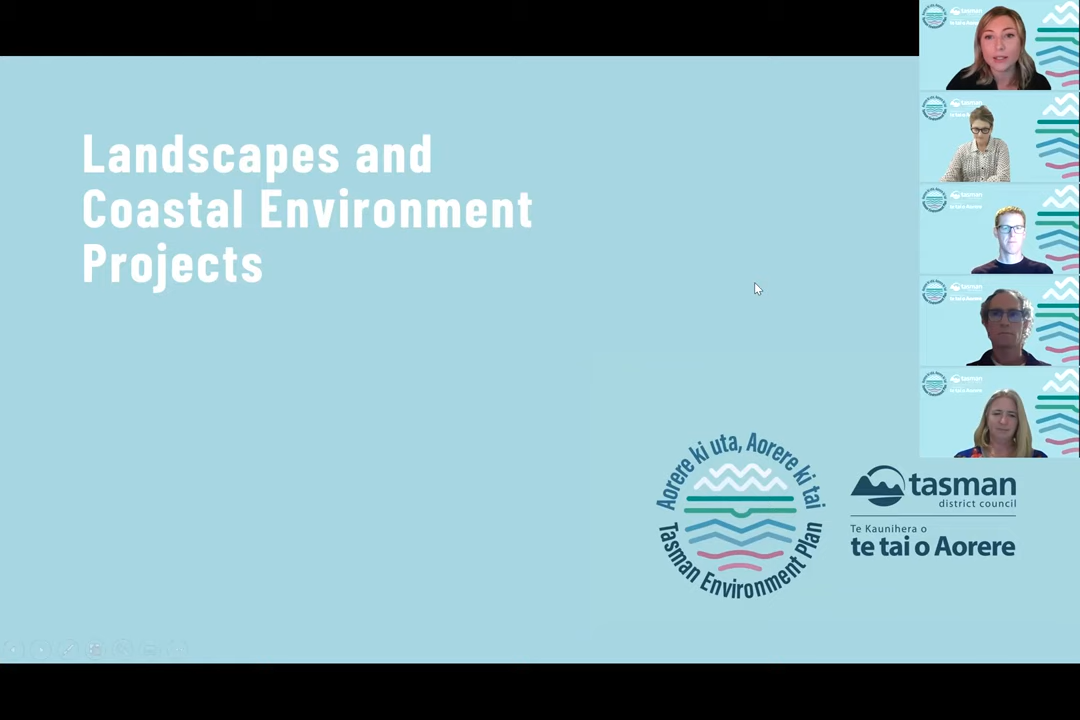 Landscapes and
Coastal Environment
Projects
Aorere ki uta, Aorere ki tai
Tasman Environment Plan
tasman
district council
Te Kaunihera o
te tai o Aorere